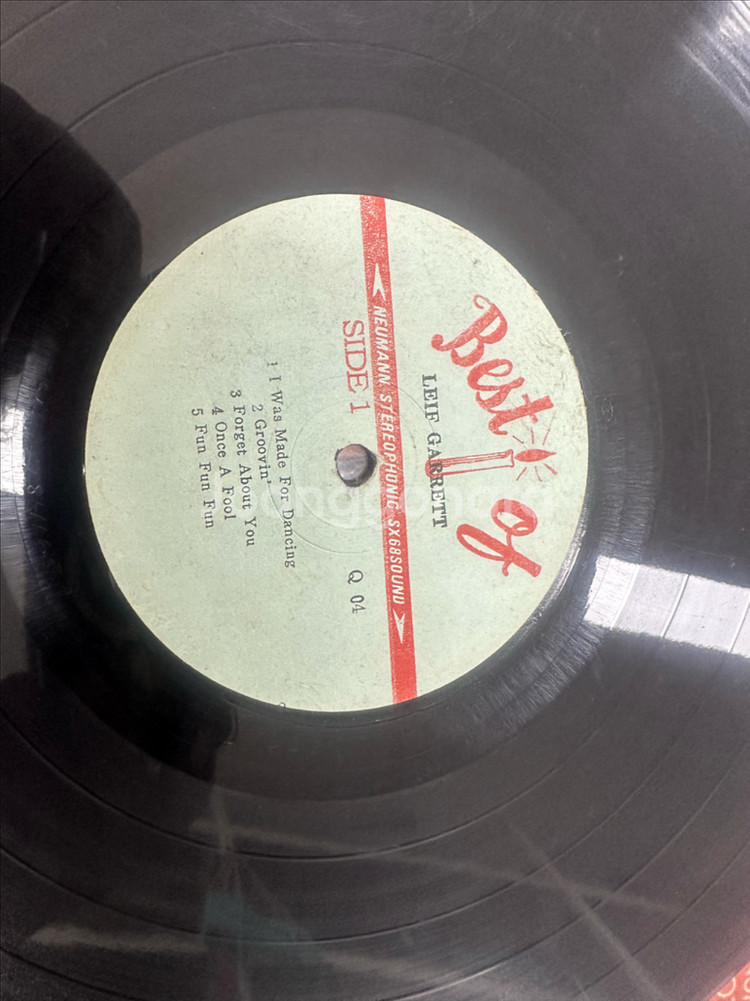 Best of
LEIF GARRETT
NEUMANN STEREOPHONIC SX68SOUND
SIDE 1
Q 04
1 I Was Made For Dancing
2 Groovin'
3 Forget About You
4 Once A Fool
5 Fun Fun Fun